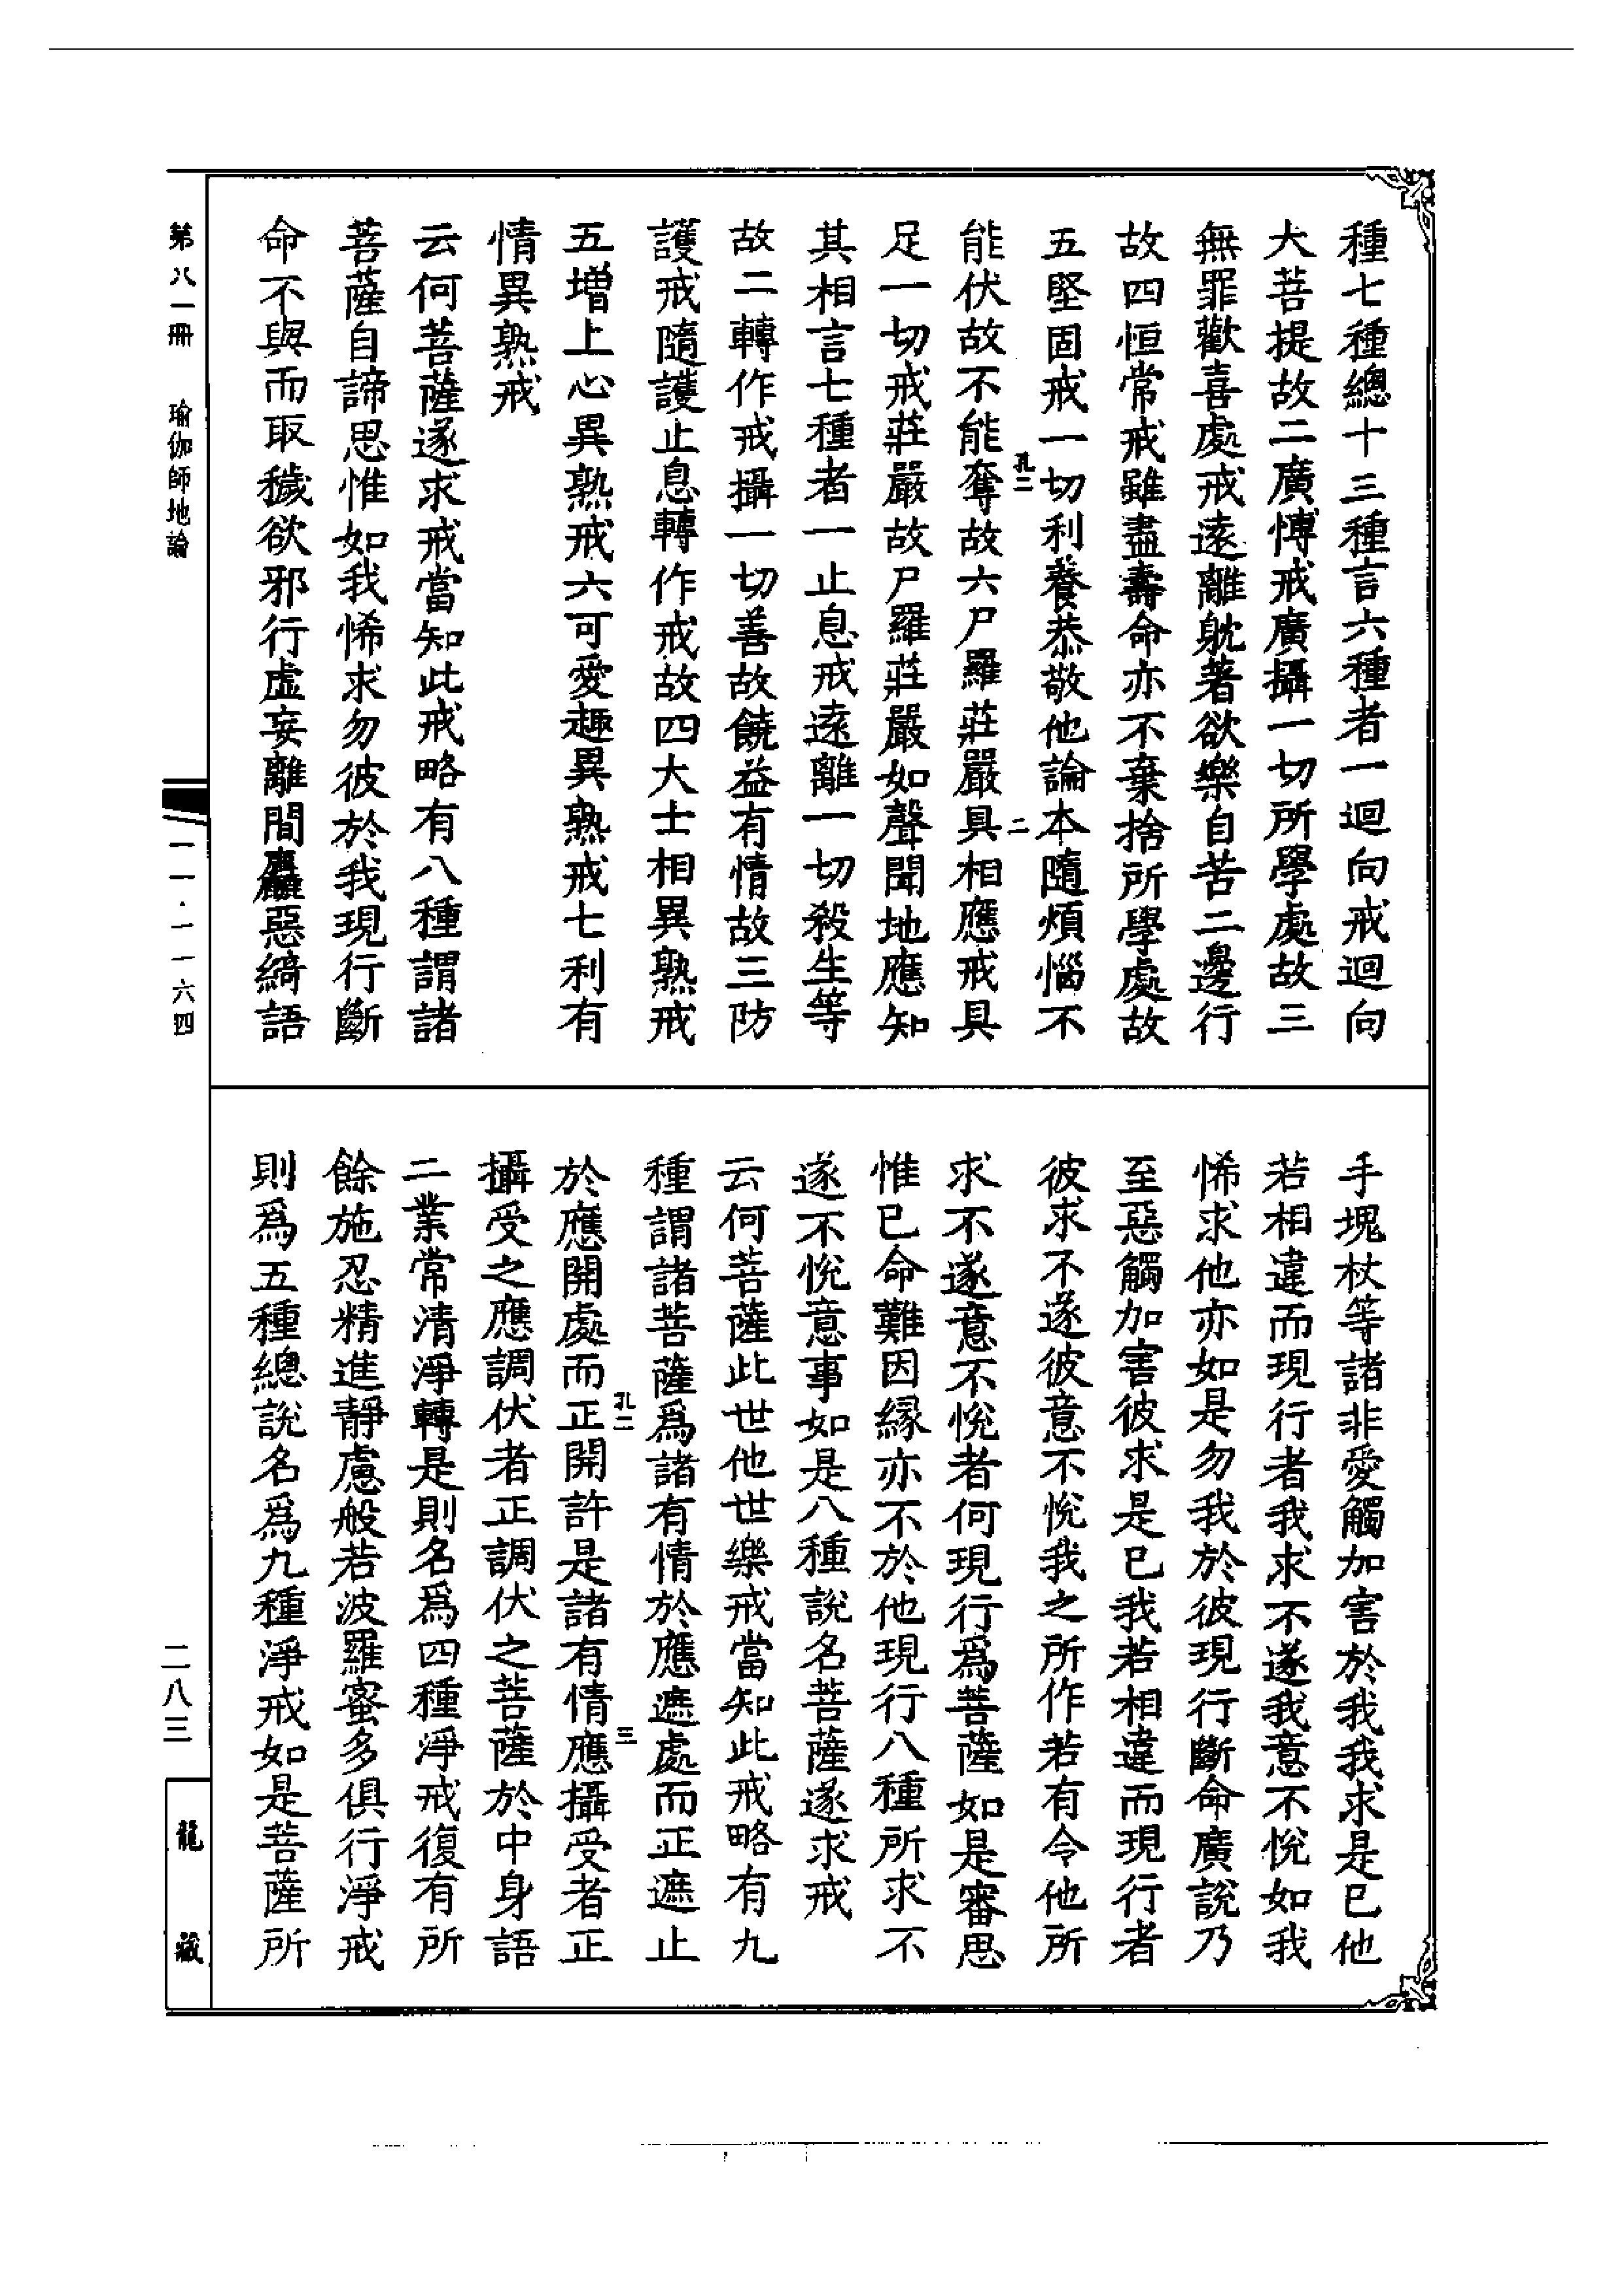 種七種總十三種言六種者一迴向戒迴向
大菩提故二廣愽戒廣攝一切所學處故三
無罪歡喜處戒遠離躭著欲樂自苦二邊行
故四恒常戒雖盡壽命亦不棄捨所學處故
五堅固戒一切利養恭敬他論本隨煩惱不
孔二
二
能伏故不能奪故六尸羅莊嚴具相應戒具
足一切戒莊嚴故尸羅莊嚴如聲聞地應知
其相言七種者一止息戒遠離一切殺生等
故二轉作戒攝一切善故饒益有情故三防
護戒隨護止息轉作戒故四大士相異熟戒
五增上心異熟戒六可愛趣異熟戒七利有
情異熟戒
云何菩薩遂求戒當知此戒略有八種謂諸
菩薩自諦思惟如我悕求勿彼於我現行斷
命不與而取穢欲邪行虛妄離間麤惡綺語
手塊杖等諸非愛觸加害於我我求是已他
若相違而現行者我求不遂我意不悅如我
悕求他亦如是勿我於彼現行斷命廣說乃
至惡觸加害彼求是已我若相違而現行者
彼求不遂彼意不悅我之所作若有令他所
求不遂意不悅者何現行爲菩薩如是審思
惟已命難因緣亦不於他現行八種所求不
遂不悅意事如是八種說名菩薩遂求戒
云何菩薩此世他世樂戒當知此戒略有九
種謂諸菩薩爲諸有情於應遮處而正遮止
孔二
三
於應開處而正開許是諸有情應攝受者正
攝受之應調伏者正調伏之菩薩於中身語
二業常清淨轉是則名爲四種淨戒復有所
餘施忍精進靜慮般若波羅蜜多俱行淨戒
則爲五種總說名爲九種淨戒如是菩薩所
第八一冊
瑜伽師地論
一一一·一一六四
二八三
龍藏